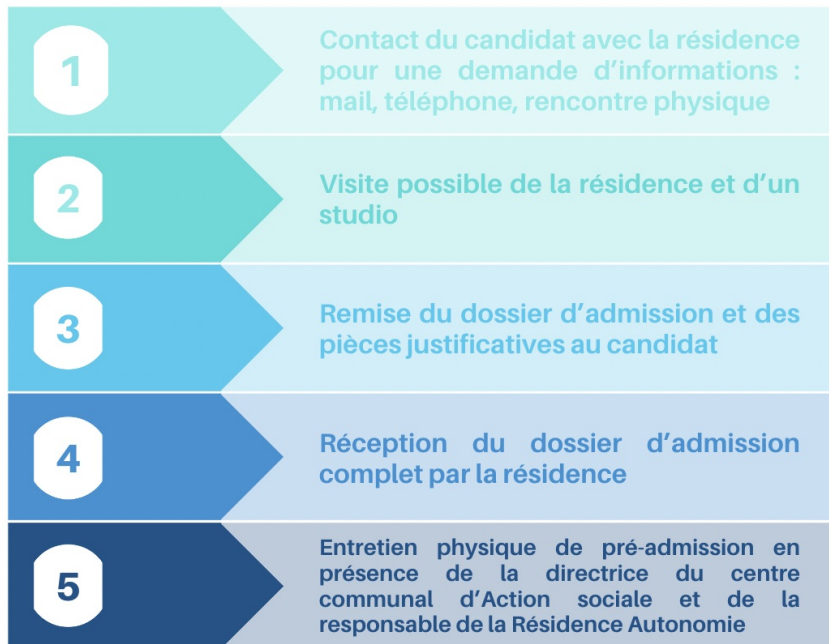 1
Contact du candidat avec la résidence
pour une demande d'informations :
mail, téléphone, rencontre physique
2
Visite possible de la résidence et d'un
studio
3
Remise du dossier d'admission et des
pièces justificatives au candidat
4
Réception du dossier d'admission
complet par la résidence
5
Entretien physique de pré-admission en
présence de la directrice du centre
communal d'Action sociale et de la
responsable de la Résidence Autonomie